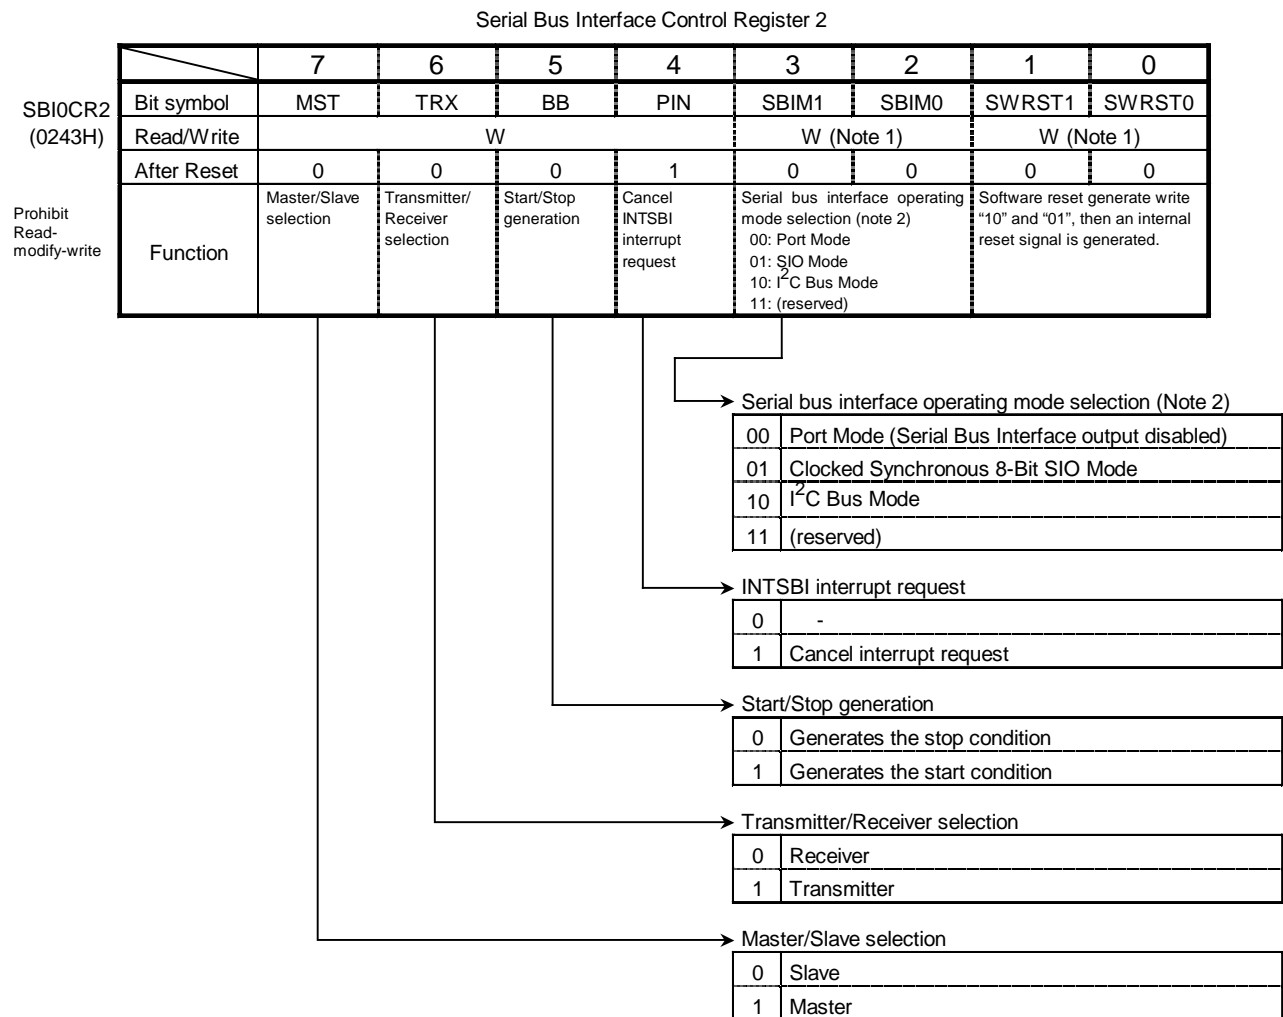 Serial Bus Interface Control Register 2
7 6 5 4 3 2 1 0
SBI0CR2
(0243H)
Bit symbol MST TRX BB PIN SBIM1 SBIM0 SWRST1 SWRST0
Read/Write W W (Note 1) W (Note 1)
After Reset 0 0 0 1 0 0 0 0
Prohibit
Read-
modify-write
Function
Master/Slave
selection
Transmitter/
Receiver
selection
Start/Stop
generation
Cancel
INTSBI
interrupt
request
Serial bus interface operating
mode selection (note 2)
00: Port Mode
01: SIO Mode
10: I2C Bus Mode
11: (reserved)
Software reset generate write
“10” and “01”, then an internal
reset signal is generated.
Serial bus interface operating mode selection (Note 2)
00 Port Mode (Serial Bus Interface output disabled)
01 Clocked Synchronous 8-Bit SIO Mode
10 I2C Bus Mode
11 (reserved)
INTSBI interrupt request
0 -
1 Cancel interrupt request
Start/Stop generation
0 Generates the stop condition
1 Generates the start condition
Transmitter/Receiver selection
0 Receiver
1 Transmitter
Master/Slave selection
0 Slave
1 Master